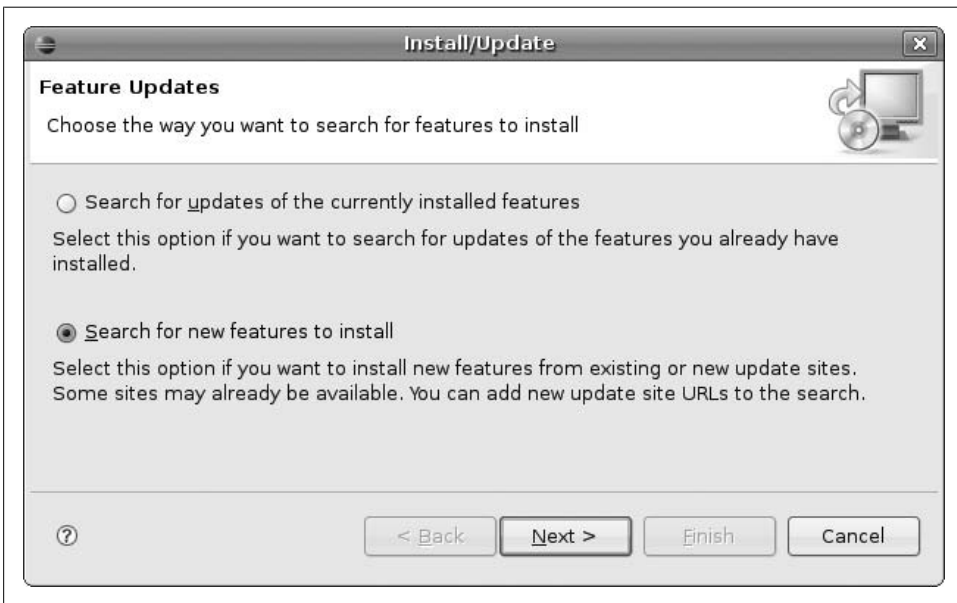 Install/Update
Feature Updates
Choose the way you want to search for features to install
Search for updates of the currently installed features
Select this option if you want to search for updates of the features you already have
installed.
Search for new features to install
Select this option if you want to install new features from existing or new update sites.
Some sites may already be available. You can add new update site URLs to the search.
? < Back Next > Finish Cancel